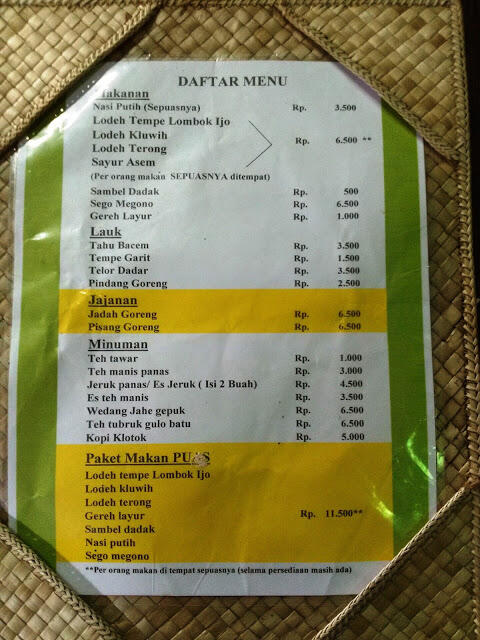 DAFTAR MENU
Makanan
Nasi Putih (Sepuasnya) Rp. 3.500
Lodeh Tempe Lombok Ijo
Lodeh Kluwih Rp. 6.500 **
Lodeh Terong
Sayur Asem
(Per orang makan SEPUASNYA ditempat)
Sambel Dadak Rp. 500
Sego Megono Rp. 6.500
Gereh Layur Rp. 1.000
Lauk
Tahu Bacem Rp. 3.500
Tempe Garit Rp. 1.500
Telor Dadar Rp. 3.500
Pindang Goreng Rp. 2.500
Jajanan
Jadah Goreng Rp. 6.500
Pisang Goreng Rp. 6.500
Minuman
Teh tawar Rp. 1.000
Teh manis panas Rp. 3.000
Jeruk panas/ Es Jeruk ( Isi 2 Buah) Rp. 4.500
Es teh manis Rp. 3.500
Wedang Jahe gepuk Rp. 6.500
Teh tubruk gulo batu Rp. 6.500
Kopi Klotok Rp. 5.000
Paket Makan PUAS
Lodeh tempe Lombok Ijo
Lodeh kluwih
Lodeh terong
Gereh layur Rp. 11.500**
Sambel dadak
Nasi putih
Sego megono
**Per orang makan di tempat sepuasnya (selama persediaan masih ada)